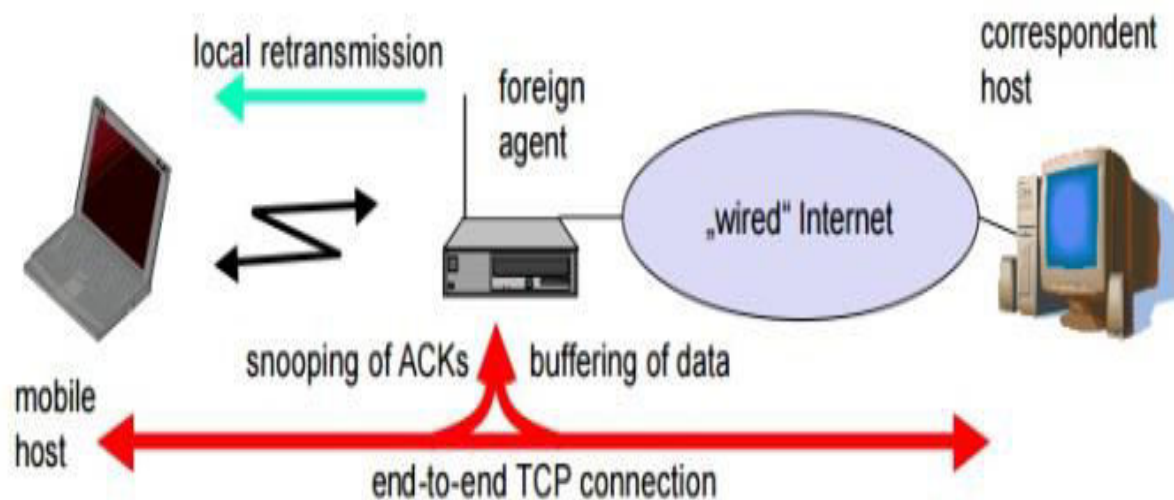 local retransmission
foreign
agent
correspondent
host
„wired“ Internet
snooping of ACKs
buffering of data
mobile
host
end-to-end TCP connection